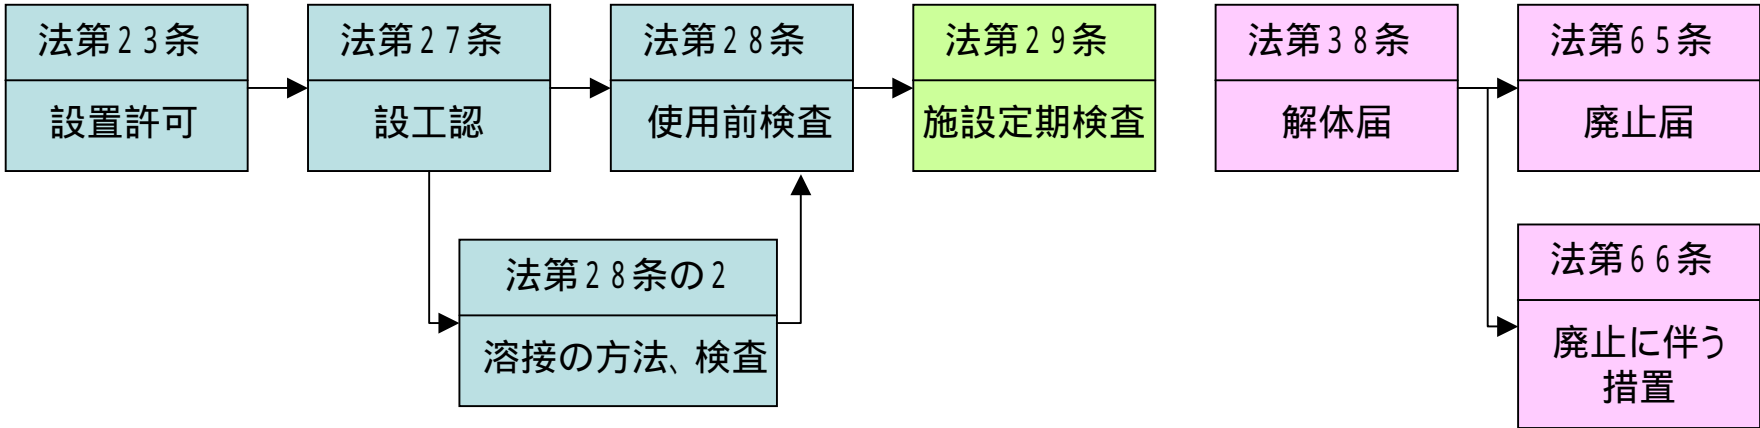 法第23条
設置許可
法第27条
設工認
法第28条
使用前検査
法第29条
施設定期検査
法第38条
解体届
法第65条
廃止届
法第28条の2
溶接の方法、検査
法第66条
廃止に伴う
措置